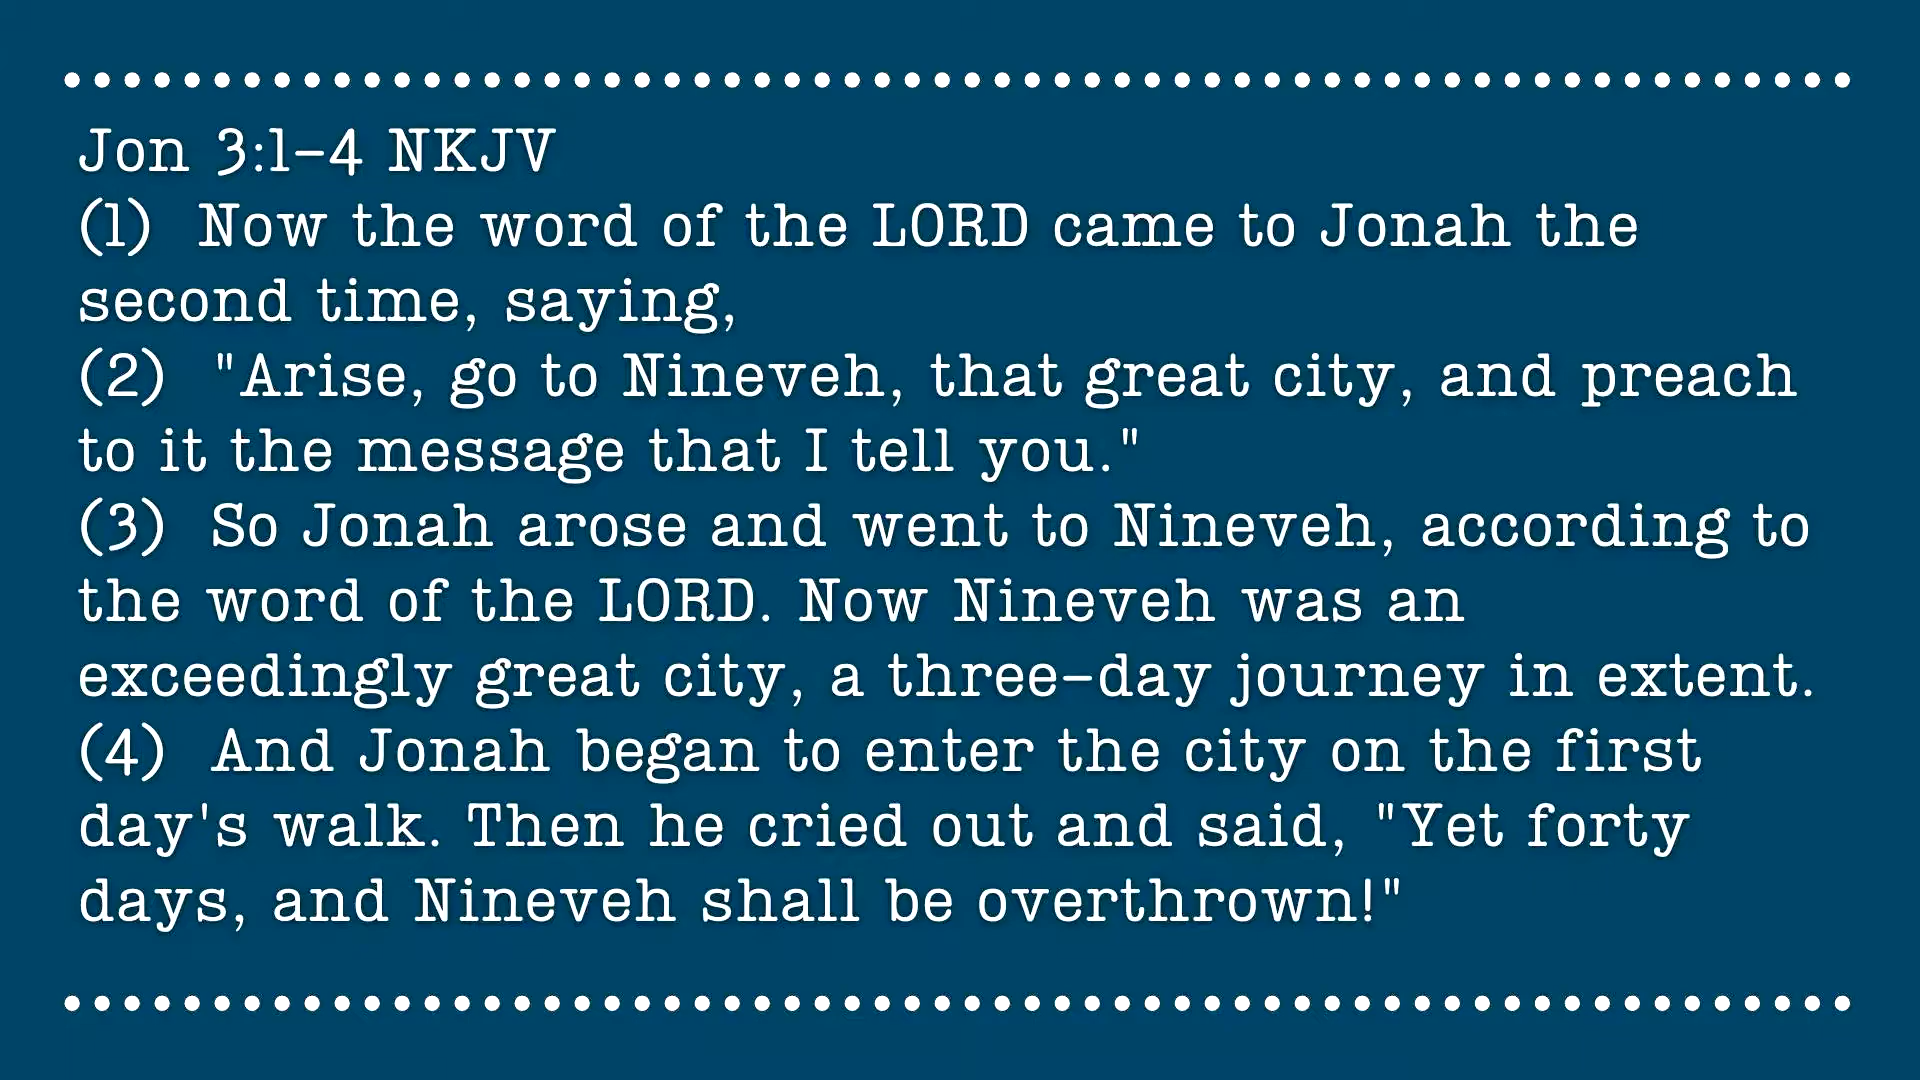 Jon 3:1-4 NKJV
(1)  Now the word of the LORD came to Jonah the
second time, saying,
(2)  "Arise, go to Nineveh, that great city, and preach
to it the message that I tell you."
(3)  So Jonah arose and went to Nineveh, according to
the word of the LORD. Now Nineveh was an
exceedingly great city, a three-day journey in extent.
(4)  And Jonah began to enter the city on the first
day's walk. Then he cried out and said, "Yet forty
days, and Nineveh shall be overthrown!"